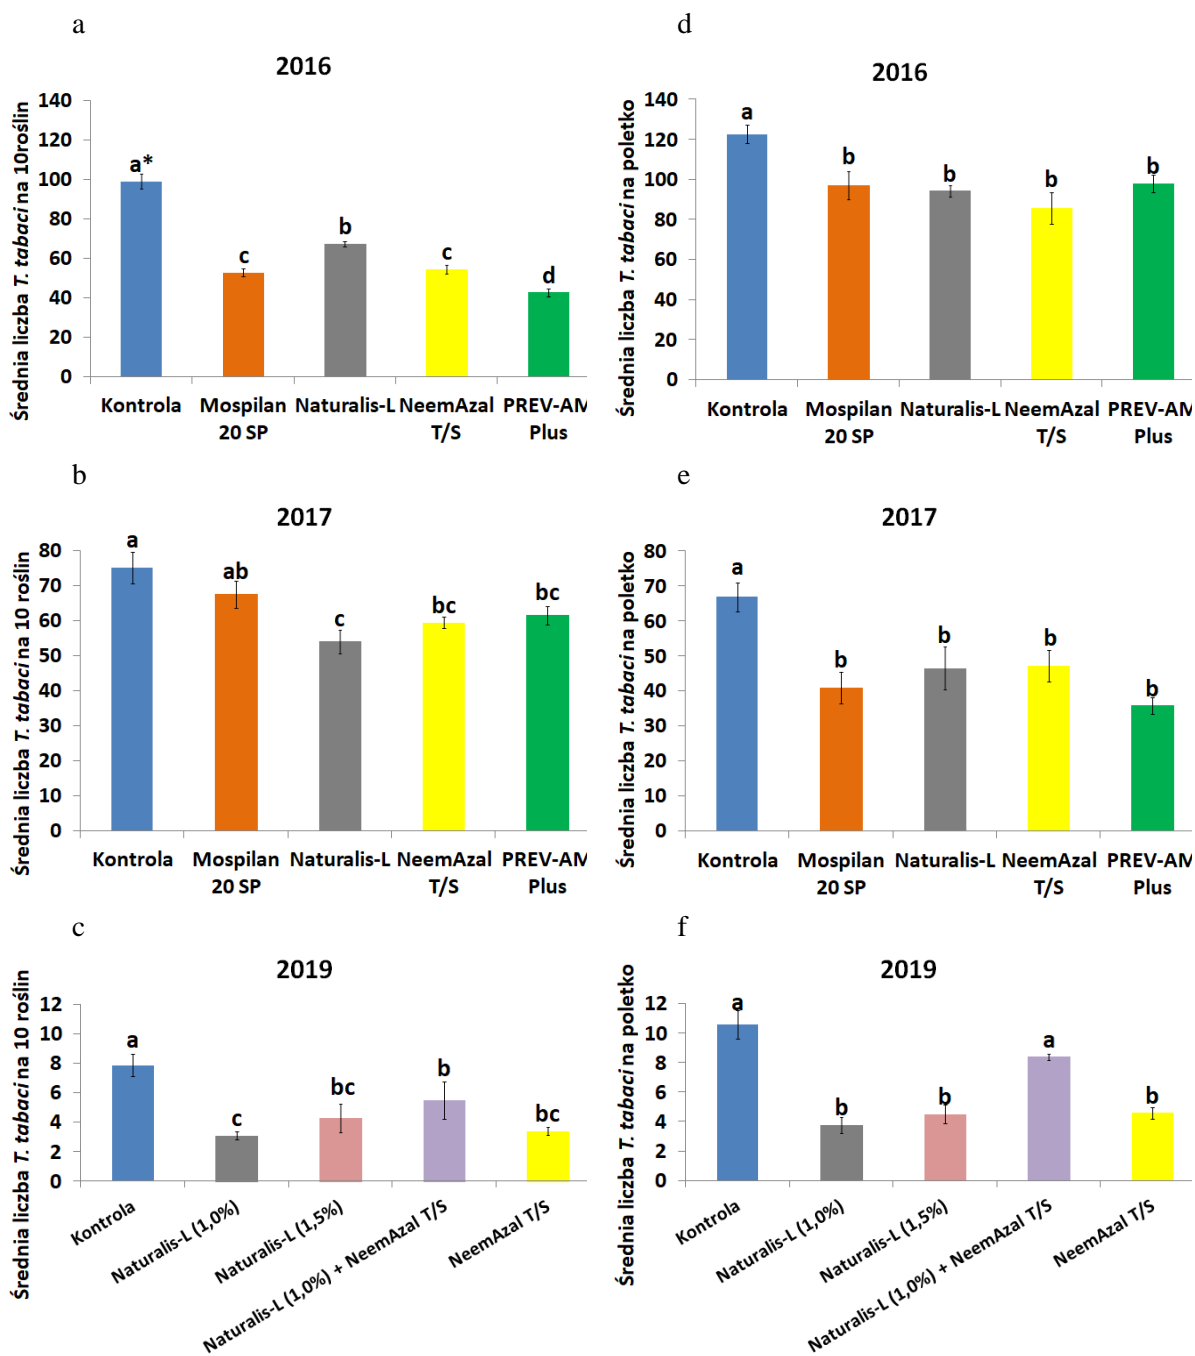 a
2016
Średnia liczba T. tabaci na 10roślin
140
120
100
80
60
40
20
0
a*
c
b
c
d
Kontrola
Mospilan
20 SP
Naturalis-L
NeemAzal
T/S
PREV-AM
Plus
d
2016
Średnia liczba T. tabaci na poletko
140
120
100
80
60
40
20
0
a
b
b
b
b
Kontrola
Mospilan
20 SP
Naturalis-L
NeemAzal
T/S
PREV-AM
Plus
b
2017
Średnia liczba T. tabaci na 10 roślin
80
70
60
50
40
30
20
10
0
a
ab
c
bc
bc
Kontrola
Mospilan
20 SP
Naturalis-L
NeemAzal
T/S
PREV-AM
Plus
e
2017
Średnia liczba T. tabaci na poletko
80
70
60
50
40
30
20
10
0
a
b
b
b
b
Kontrola
Mospilan
20 SP
Naturalis-L
NeemAzal
T/S
PREV-AM
Plus
c
2019
Średnia liczba T. tabaci na 10 roślin
12
10
8
6
4
2
0
a
c
bc
b
bc
Kontrola
Naturalis-L (1,0%)
Naturalis-L (1,5%)
Naturalis-L (1,0%) + NeemAzal T/S
NeemAzal T/S
f
2019
Średnia liczba T. tabaci na poletko
12
10
8
6
4
2
0
a
b
b
a
b
Kontrola
Naturalis-L (1,0%)
Naturalis-L (1,5%)
Naturalis-L (1,0%) + NeemAzal T/S
NeemAzal T/S